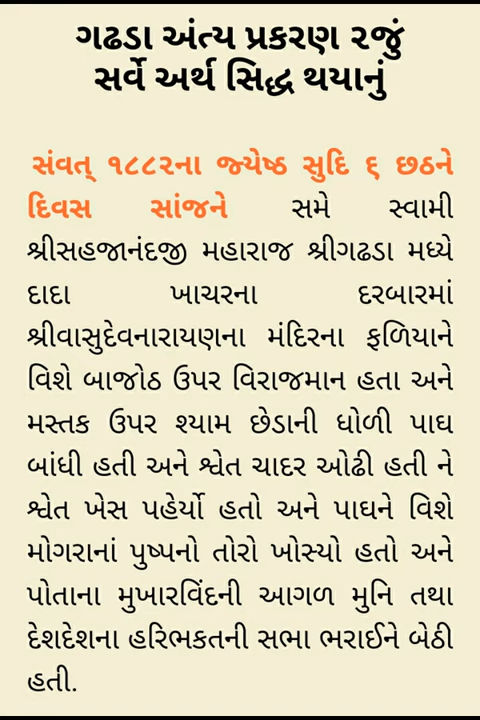 ગઢડા અંત્ય પ્રકરણ ૨જું
સર્વે અર્થ સિદ્ધ થયાનું
સંવત્ ૧૮૮૨ના જ્યેષ્ઠ સુદિ ૬ છઠને
દિવસ સાંજને સમે સ્વામી
શ્રીસહજાનંદજી મહારાજ શ્રીગઢડા મધ્યે
દાદા ખાચરના દરબારમાં
શ્રીવાસુદેવનારાયણના મંદિરના ફળિયાને
વિશે બાજોઠ ઉપર વિરાજમાન હતા અને
મસ્તક ઉપર શ્યામ છેડાની ધોળી પાઘ
બાંધી હતી અને શ્વેત ચાદર ઓઢી હતી ને
શ્વેત ખેસ પહેર્યો હતો અને પાઘને વિશે
મોગરાનાં પુષ્પનો તોરો ખોસ્યો હતો અને
પોતાના મુખારવિંદની આગળ મુનિ તથા
દેશદેશના હરિભકતની સભા ભરાઈને બેઠી
હતી.